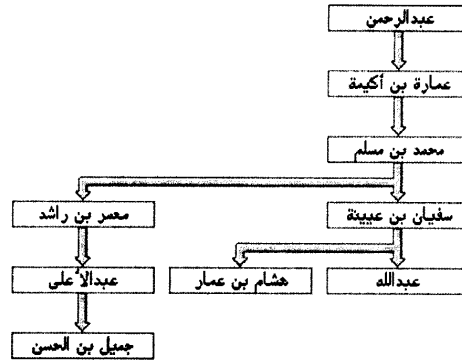 عبدالرحمن
عمارة بن أكيمة
محمد بن مسلم
سفيان بن عيينة
معمر بن راشد
عبدالله
هشام بن عمار
عبدالأعلى
جميل بن الحسن